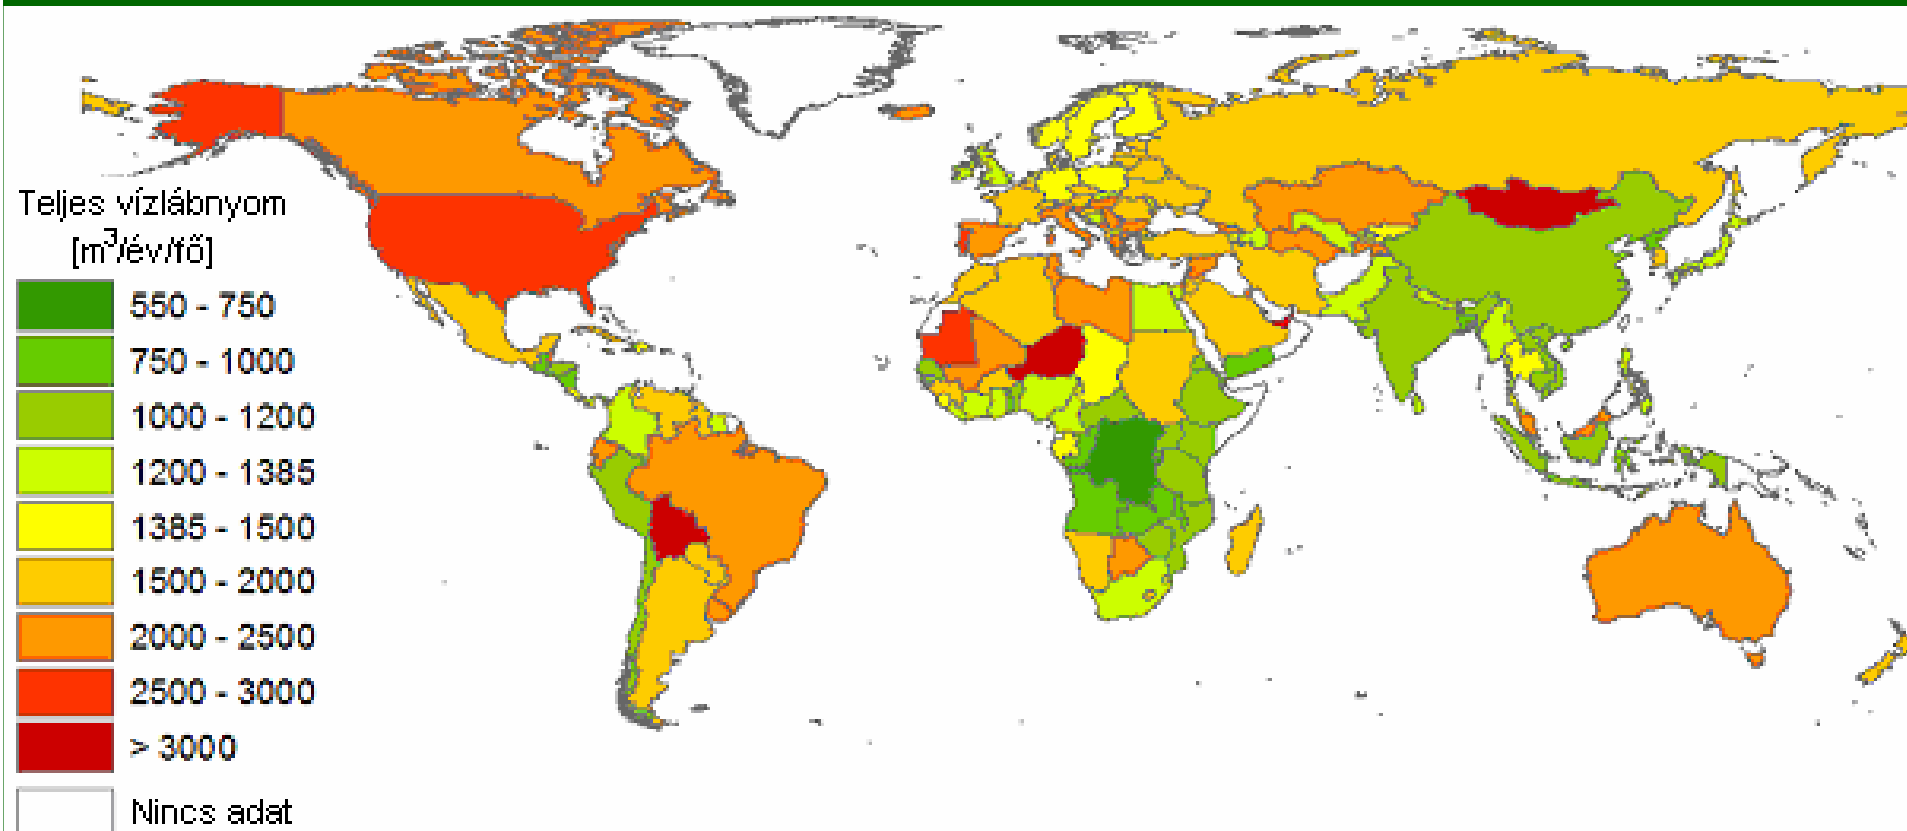 Teljes vízlábnyom
[m³/év/fő]
550 - 750
750 - 1000
1000 - 1200
1200 - 1385
1385 - 1500
1500 - 2000
2000 - 2500
2500 - 3000
> 3000
Nincs adat